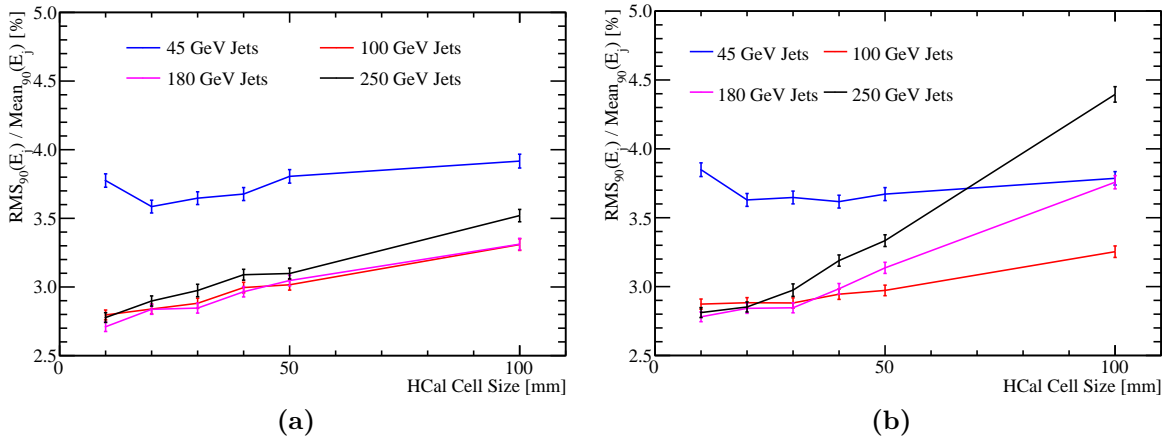 RMS₉₀(Eⱼ) / Mean₉₀(Eⱼ) [%]
5.0
4.5
4.0
3.5
3.0
2.5
45 GeV Jets 100 GeV Jets
180 GeV Jets 250 GeV Jets
0 50 100
HCal Cell Size [mm]
(a)
RMS₉₀(Eⱼ) / Mean₉₀(Eⱼ) [%]
5.0
4.5
4.0
3.5
3.0
2.5
45 GeV Jets 100 GeV Jets
180 GeV Jets 250 GeV Jets
0 50 100
HCal Cell Size [mm]
(b)